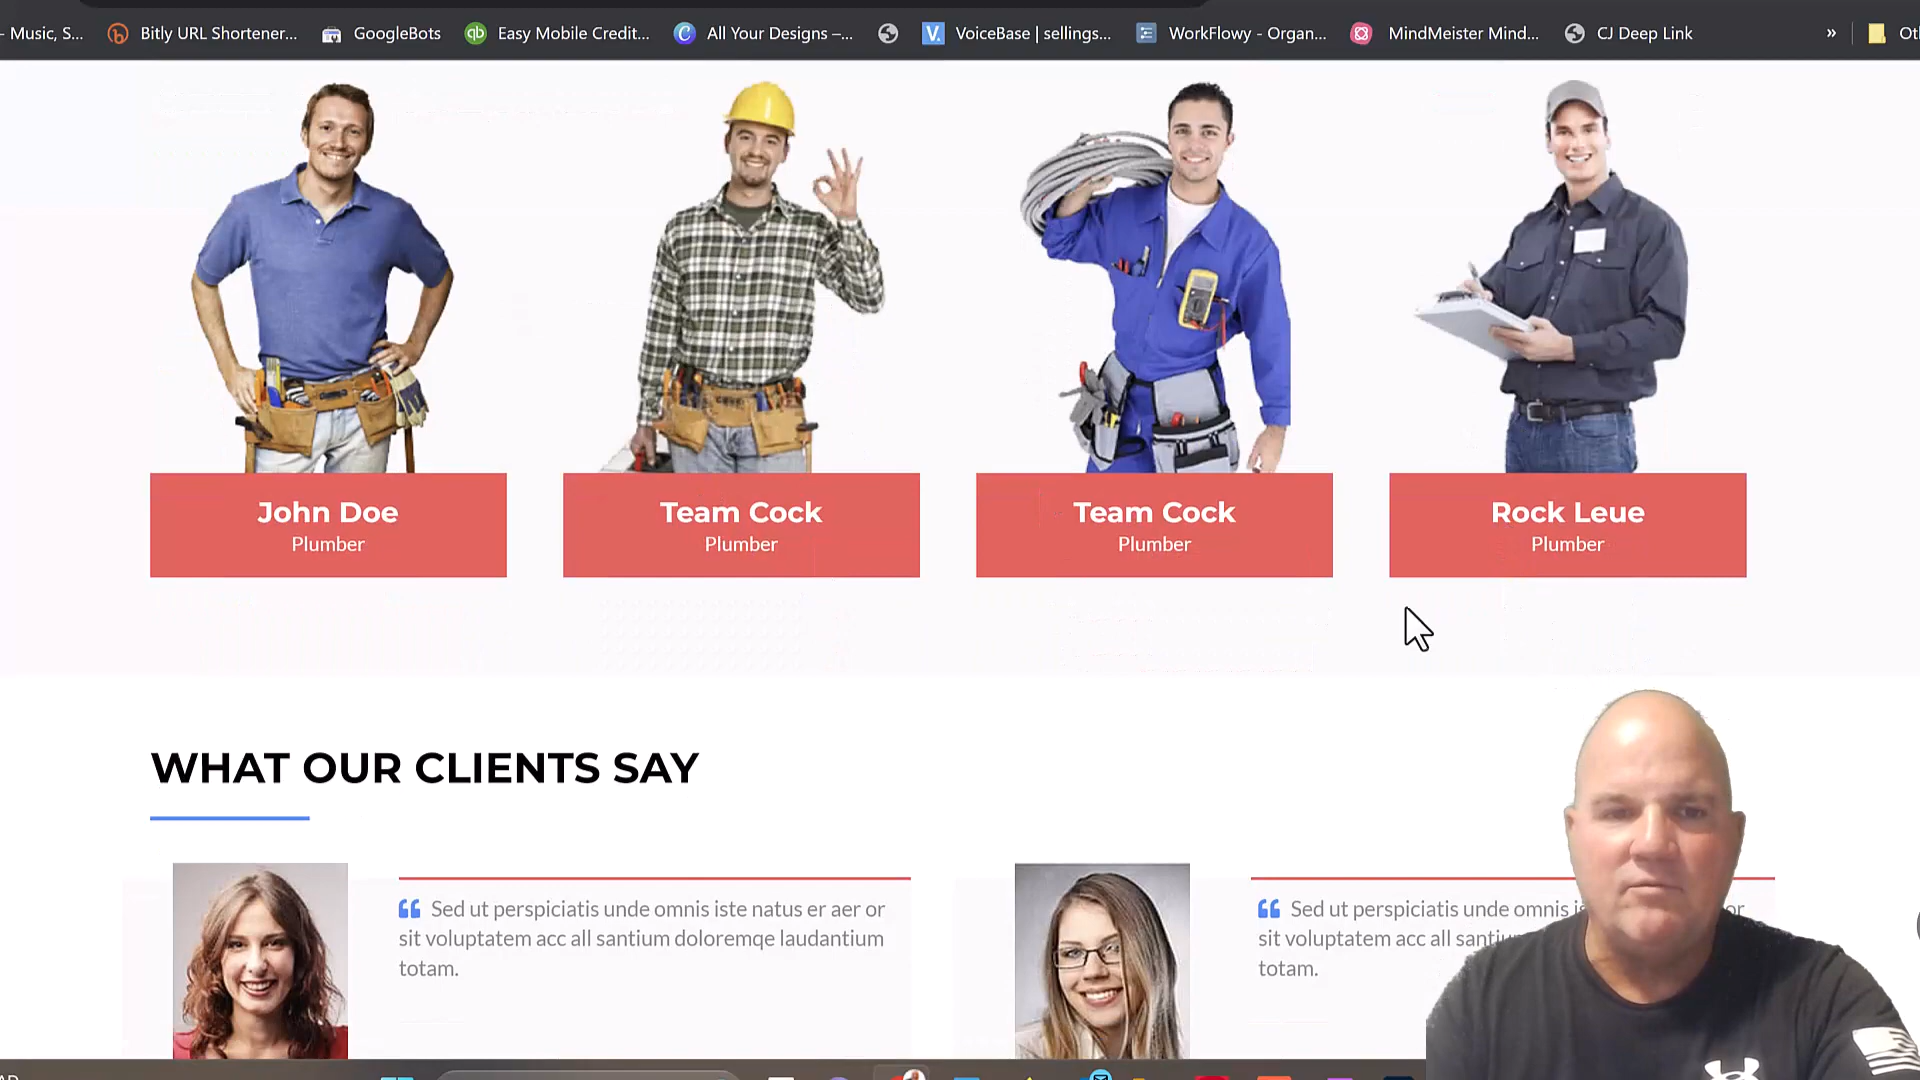 - Music, S...
Bitly URL Shortener...
GoogleBots
Easy Mobile Credit...
All Your Designs –...
VoiceBase | sellings...
WorkFlowy - Organ...
MindMeister Mind...
CJ Deep Link
»
John Doe
Plumber
Team Cock
Plumber
Team Cock
Plumber
Rock Leue
Plumber
WHAT OUR CLIENTS SAY
Sed ut perspiciatis unde omnis iste natus er aer or
sit voluptatem acc all santium doloremqe laudantium
totam.
Sed ut perspiciatis unde omnis
sit voluptatem acc all
totam.